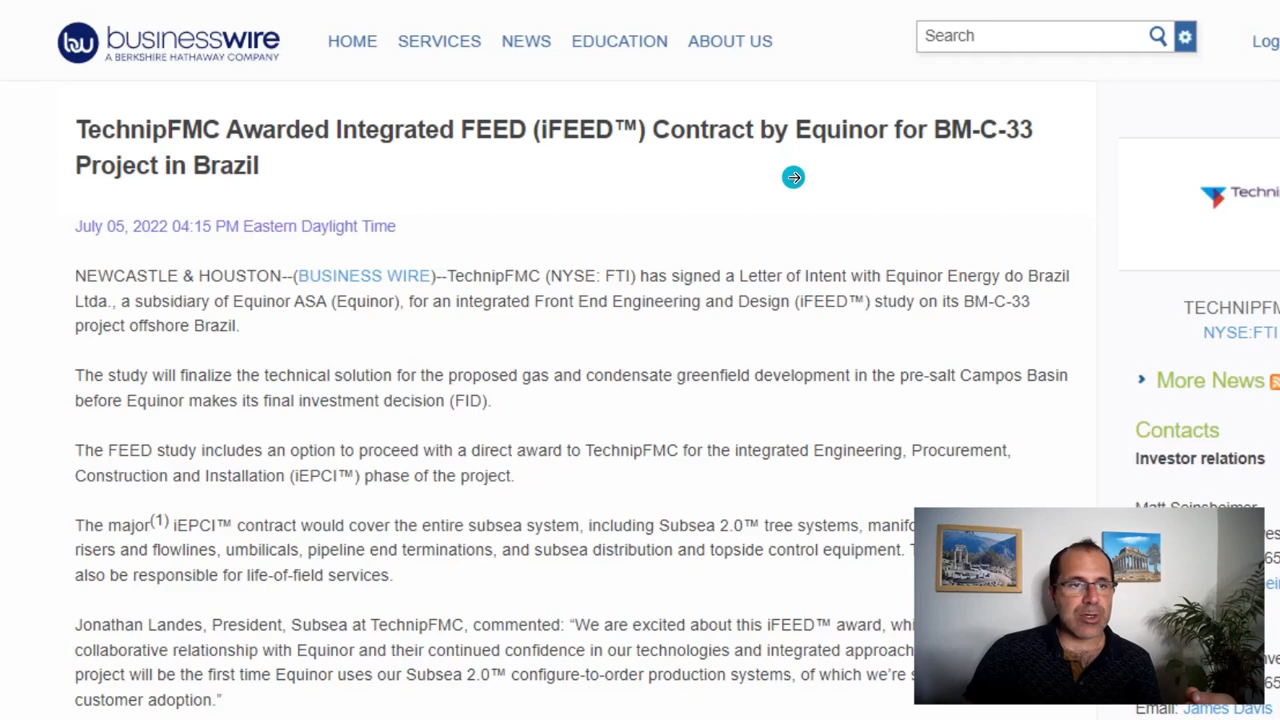 bw businesswire
A BERKSHIRE HATHAWAY COMPANY
HOME SERVICES NEWS EDUCATION ABOUT US
Search
Log
TechnipFMC Awarded Integrated FEED (iFEED™) Contract by Equinor for BM-C-33
Project in Brazil
July 05, 2022 04:15 PM Eastern Daylight Time
NEWCASTLE & HOUSTON--(BUSINESS WIRE)--TechnipFMC (NYSE: FTI) has signed a Letter of Intent with Equinor Energy do Brazil
Ltda., a subsidiary of Equinor ASA (Equinor), for an integrated Front End Engineering and Design (iFEED™) study on its BM-C-33
project offshore Brazil.
The study will finalize the technical solution for the proposed gas and condensate greenfield development in the pre-salt Campos Basin
before Equinor makes its final investment decision (FID).
The FEED study includes an option to proceed with a direct award to TechnipFMC for the integrated Engineering, Procurement,
Construction and Installation (iEPCI™) phase of the project.
The major(1) iEPCI™ contract would cover the entire subsea system, including Subsea 2.0™ tree systems, manifo
risers and flowlines, umbilicals, pipeline end terminations, and subsea distribution and topside control equipment.
also be responsible for life-of-field services.
Jonathan Landes, President, Subsea at TechnipFMC, commented: “We are excited about this iFEED™ award, whi
collaborative relationship with Equinor and their continued confidence in our technologies and integrated approach
project will be the first time Equinor uses our Subsea 2.0™ configure-to-order production systems, of which we’re s
customer adoption.”
Techni
TECHNIPFM
NYSE:FTI
More News
Contacts
Investor relations
Email: James Davis